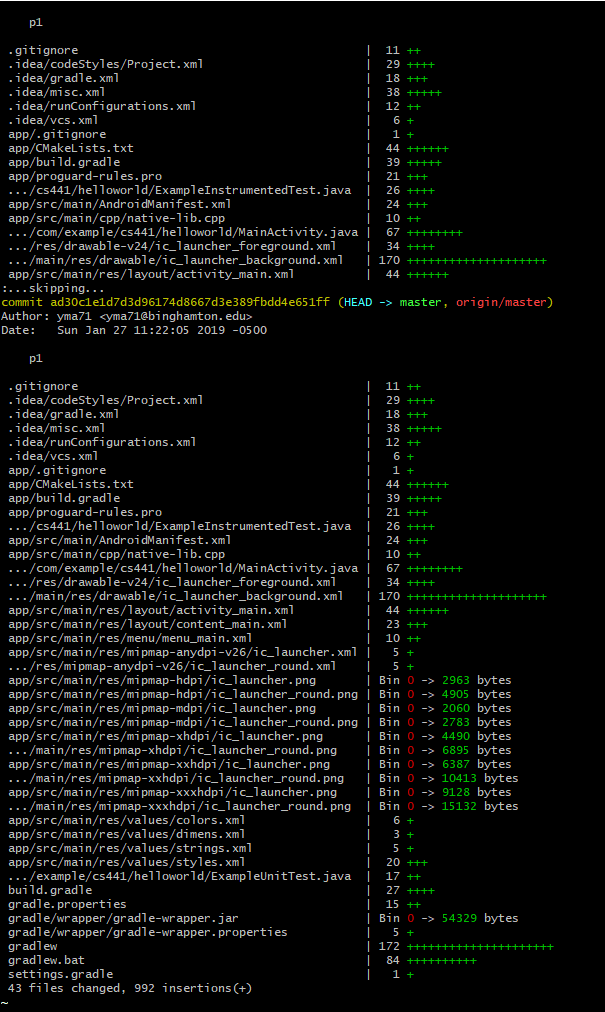 p1
.gitignore | 11 ++
.idea/codeStyles/Project.xml | 29 ++++
.idea/gradle.xml | 18 +++
.idea/misc.xml | 38 +++++
.idea/runConfigurations.xml | 12 ++
.idea/vcs.xml | 6 +
app/.gitignore | 1 +
app/CMakeLists.txt | 44 ++++++
app/build.gradle | 39 +++++
app/proguard-rules.pro | 21 +++
.../cs441/helloworld/ExampleInstrumentedTest.java | 26 ++++
app/src/main/AndroidManifest.xml | 24 +++
app/src/main/cpp/native-lib.cpp | 10 ++
.../com/example/cs441/helloworld/MainActivity.java | 67 ++++++++
.../res/drawable-v24/ic_launcher_foreground.xml | 34 ++++
.../main/res/drawable/ic_launcher_background.xml | 170 ++++++++++++++++++++
app/src/main/res/layout/activity_main.xml | 44 ++++++
:...skipping...
commit ad30c1e1d7d3d96174d8667d3e389fbdd4e651ff (HEAD -> master, origin/master)
Author: yma71 <yma71@binghamton.edu>
Date: Sun Jan 27 11:22:05 2019 -0500
p1
.gitignore | 11 ++
.idea/codeStyles/Project.xml | 29 ++++
.idea/gradle.xml | 18 +++
.idea/misc.xml | 38 +++++
.idea/runConfigurations.xml | 12 ++
.idea/vcs.xml | 6 +
app/.gitignore | 1 +
app/CMakeLists.txt | 44 ++++++
app/build.gradle | 39 +++++
app/proguard-rules.pro | 21 +++
.../cs441/helloworld/ExampleInstrumentedTest.java | 26 ++++
app/src/main/AndroidManifest.xml | 24 +++
app/src/main/cpp/native-lib.cpp | 10 ++
.../com/example/cs441/helloworld/MainActivity.java | 67 ++++++++
.../res/drawable-v24/ic_launcher_foreground.xml | 34 ++++
.../main/res/drawable/ic_launcher_background.xml | 170 ++++++++++++++++++++
app/src/main/res/layout/activity_main.xml | 44 ++++++
app/src/main/res/layout/content_main.xml | 23 +++
app/src/main/res/menu/menu_main.xml | 10 ++
app/src/main/res/mipmap-anydpi-v26/ic_launcher.xml | 5 +
.../res/mipmap-anydpi-v26/ic_launcher_round.xml | 5 +
app/src/main/res/mipmap-hdpi/ic_launcher.png | Bin 0 -> 2963 bytes
app/src/main/res/mipmap-hdpi/ic_launcher_round.png | Bin 0 -> 4905 bytes
app/src/main/res/mipmap-mdpi/ic_launcher.png | Bin 0 -> 2060 bytes
app/src/main/res/mipmap-mdpi/ic_launcher_round.png | Bin 0 -> 2783 bytes
app/src/main/res/mipmap-xhdpi/ic_launcher.png | Bin 0 -> 4490 bytes
.../main/res/mipmap-xhdpi/ic_launcher_round.png | Bin 0 -> 6895 bytes
app/src/main/res/mipmap-xxhdpi/ic_launcher.png | Bin 0 -> 6387 bytes
.../main/res/mipmap-xxhdpi/ic_launcher_round.png | Bin 0 -> 10413 bytes
app/src/main/res/mipmap-xxxhdpi/ic_launcher.png | Bin 0 -> 9128 bytes
.../main/res/mipmap-xxxhdpi/ic_launcher_round.png | Bin 0 -> 15132 bytes
app/src/main/res/values/colors.xml | 6 +
app/src/main/res/values/dimens.xml | 3 +
app/src/main/res/values/strings.xml | 5 +
app/src/main/res/values/styles.xml | 20 +++
.../example/cs441/helloworld/ExampleUnitTest.java | 17 ++
build.gradle | 27 ++++
gradle.properties | 15 ++
gradle/wrapper/gradle-wrapper.jar | Bin 0 -> 54329 bytes
gradle/wrapper/gradle-wrapper.properties | 5 +
gradlew | 172 +++++++++++++++++++++
gradlew.bat | 84 ++++++++++
settings.gradle | 1 +
43 files changed, 992 insertions(+)
~